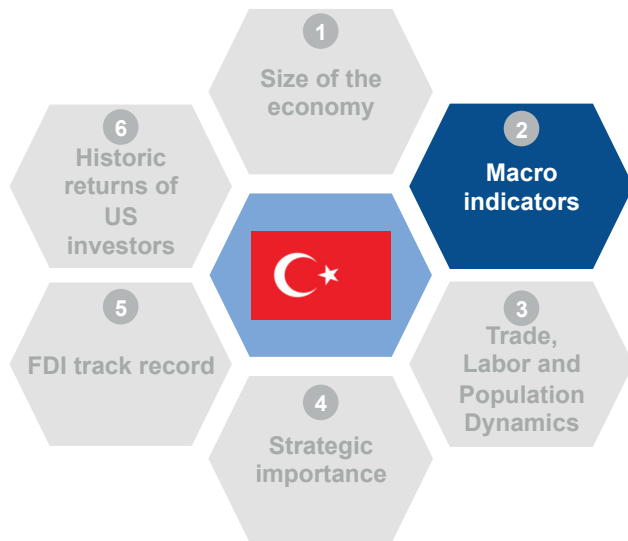 1
Size of the
economy
2
Macro
indicators
3
Trade,
Labor and
Population
Dynamics
4
Strategic
importance
5
FDI track record
6
Historic
returns of
US
investors